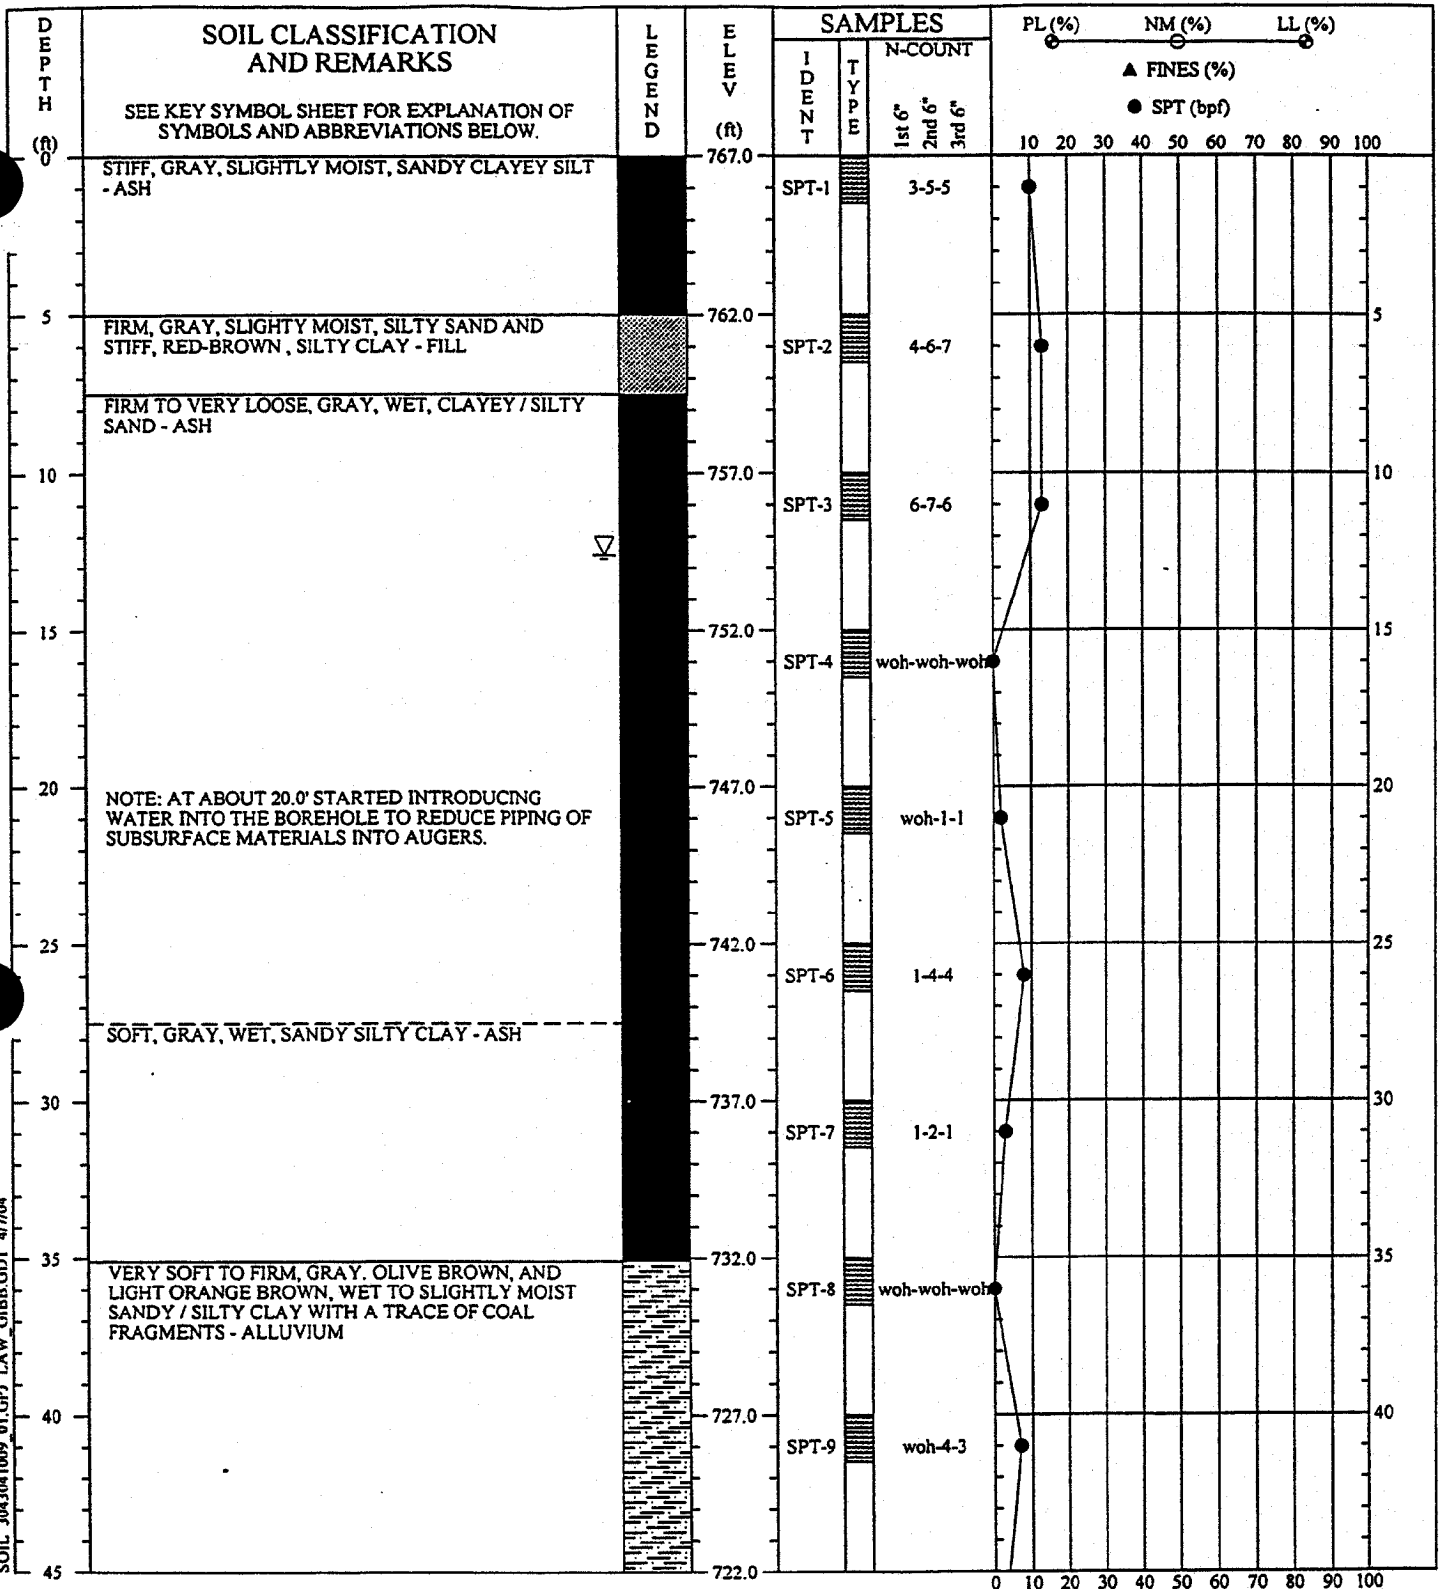 DEPTH
(ft)
SOIL CLASSIFICATION
AND REMARKS
SEE KEY SYMBOL SHEET FOR EXPLANATION OF
SYMBOLS AND ABBREVIATIONS BELOW.
LEGEND
ELEV
(ft)
SAMPLES
IDENT
TYPE
N-COUNT
1st 6"
2nd 6"
3rd 6"
PL (%) NM (%) LL (%)
▲ FINES (%)
● SPT (bpf)
10 20 30 40 50 60 70 80 90 100
0
STIFF, GRAY, SLIGHTLY MOIST, SANDY CLAYEY SILT
- ASH
767.0
SPT-1 3-5-5
5
FIRM, GRAY, SLIGHTY MOIST, SILTY SAND AND
STIFF, RED-BROWN , SILTY CLAY - FILL
762.0
SPT-2 4-6-7
5
FIRM TO VERY LOOSE, GRAY, WET, CLAYEY / SILTY
SAND - ASH
10
757.0
SPT-3 6-7-6
10
15
752.0
SPT-4 woh-woh-woh
15
20
NOTE: AT ABOUT 20.0' STARTED INTRODUCING
WATER INTO THE BOREHOLE TO REDUCE PIPING OF
SUBSURFACE MATERIALS INTO AUGERS.
747.0
SPT-5 woh-1-1
20
25
742.0
SPT-6 1-4-4
25
SOFT, GRAY, WET, SANDY SILTY CLAY - ASH
30
737.0
SPT-7 1-2-1
30
35
VERY SOFT TO FIRM, GRAY. OLIVE BROWN, AND
LIGHT ORANGE BROWN, WET TO SLIGHTLY MOIST
SANDY / SILTY CLAY WITH A TRACE OF COAL
FRAGMENTS - ALLUVIUM
732.0
SPT-8 woh-woh-woh
35
40
727.0
SPT-9 woh-4-3
40
45
722.0
0 10 20 30 40 50 60 70 80 90 100
SOIL